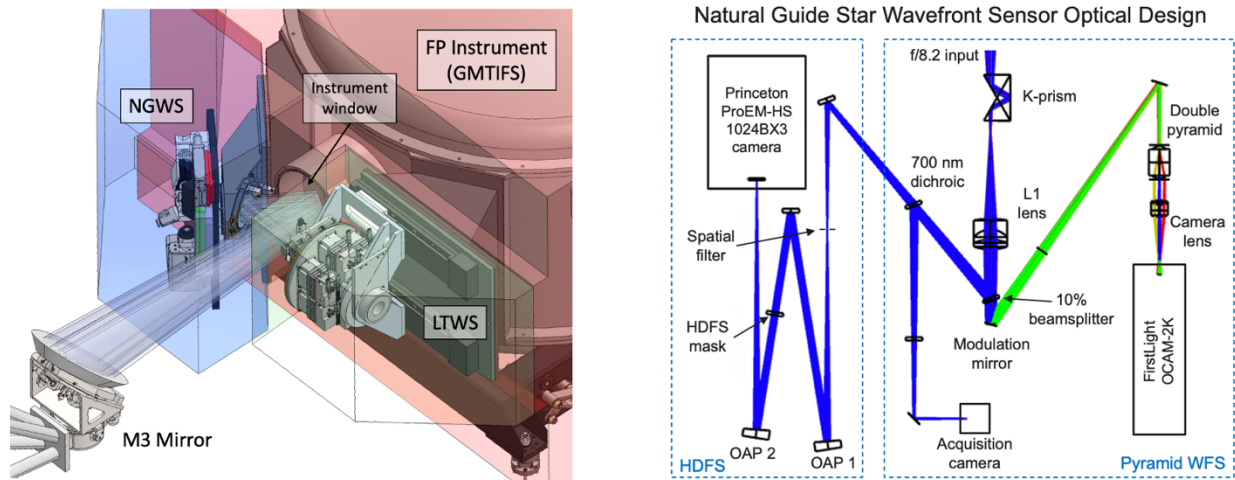 FP Instrument
(GMTIFS)
NGWS
Instrument
window
LTWS
M3 Mirror
Natural Guide Star Wavefront Sensor Optical Design
f/8.2 input
Princeton
ProEM-HS
1024BX3
camera
K-prism
Double
pyramid
700 nm
dichroic
L1
lens
Spatial
filter
Camera
lens
HDFS
mask
10%
beamsplitter
Modulation
mirror
FirstLight
OCAM-2K
OAP 2
OAP 1
Acquisition
camera
HDFS
Pyramid WFS